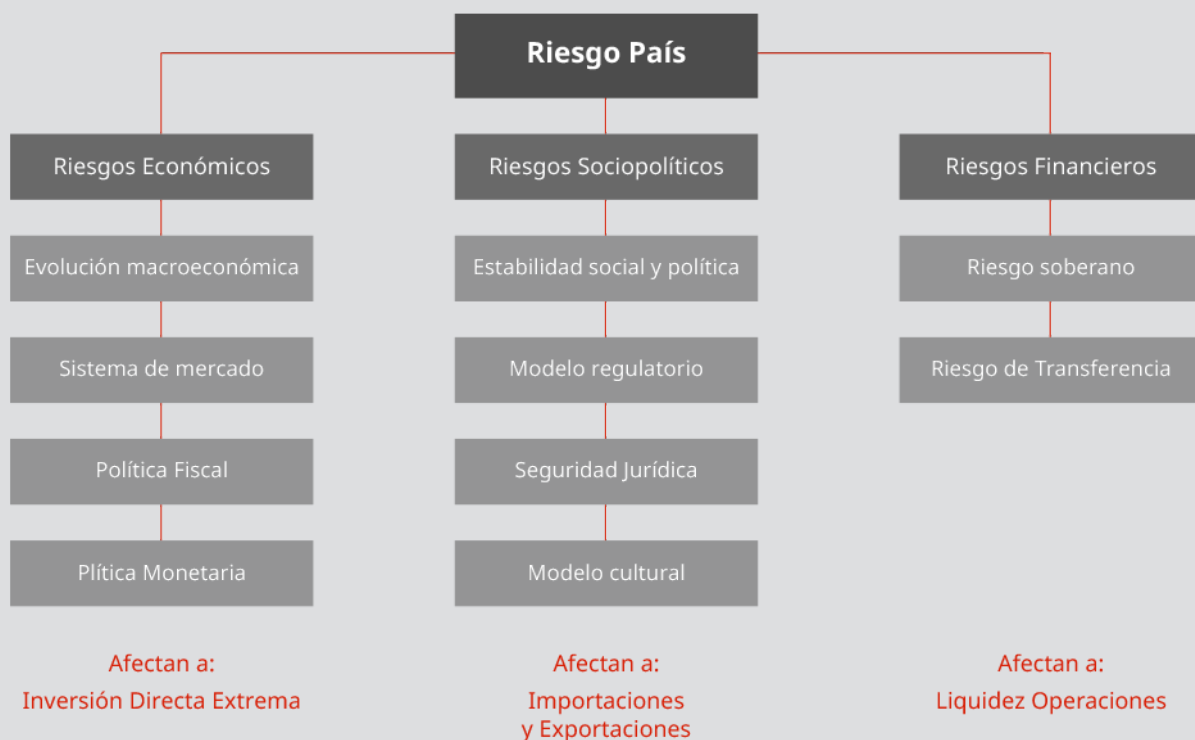 Riesgo País
Riesgos Económicos
Evolución macroeconómica
Sistema de mercado
Política Fiscal
Plítica Monetaria
Afectan a:
Inversión Directa Extrema
Riesgos Sociopolíticos
Estabilidad social y política
Modelo regulatorio
Seguridad Jurídica
Modelo cultural
Afectan a:
Importaciones
y Exportaciones
Riesgos Financieros
Riesgo soberano
Riesgo de Transferencia
Afectan a:
Liquidez Operaciones